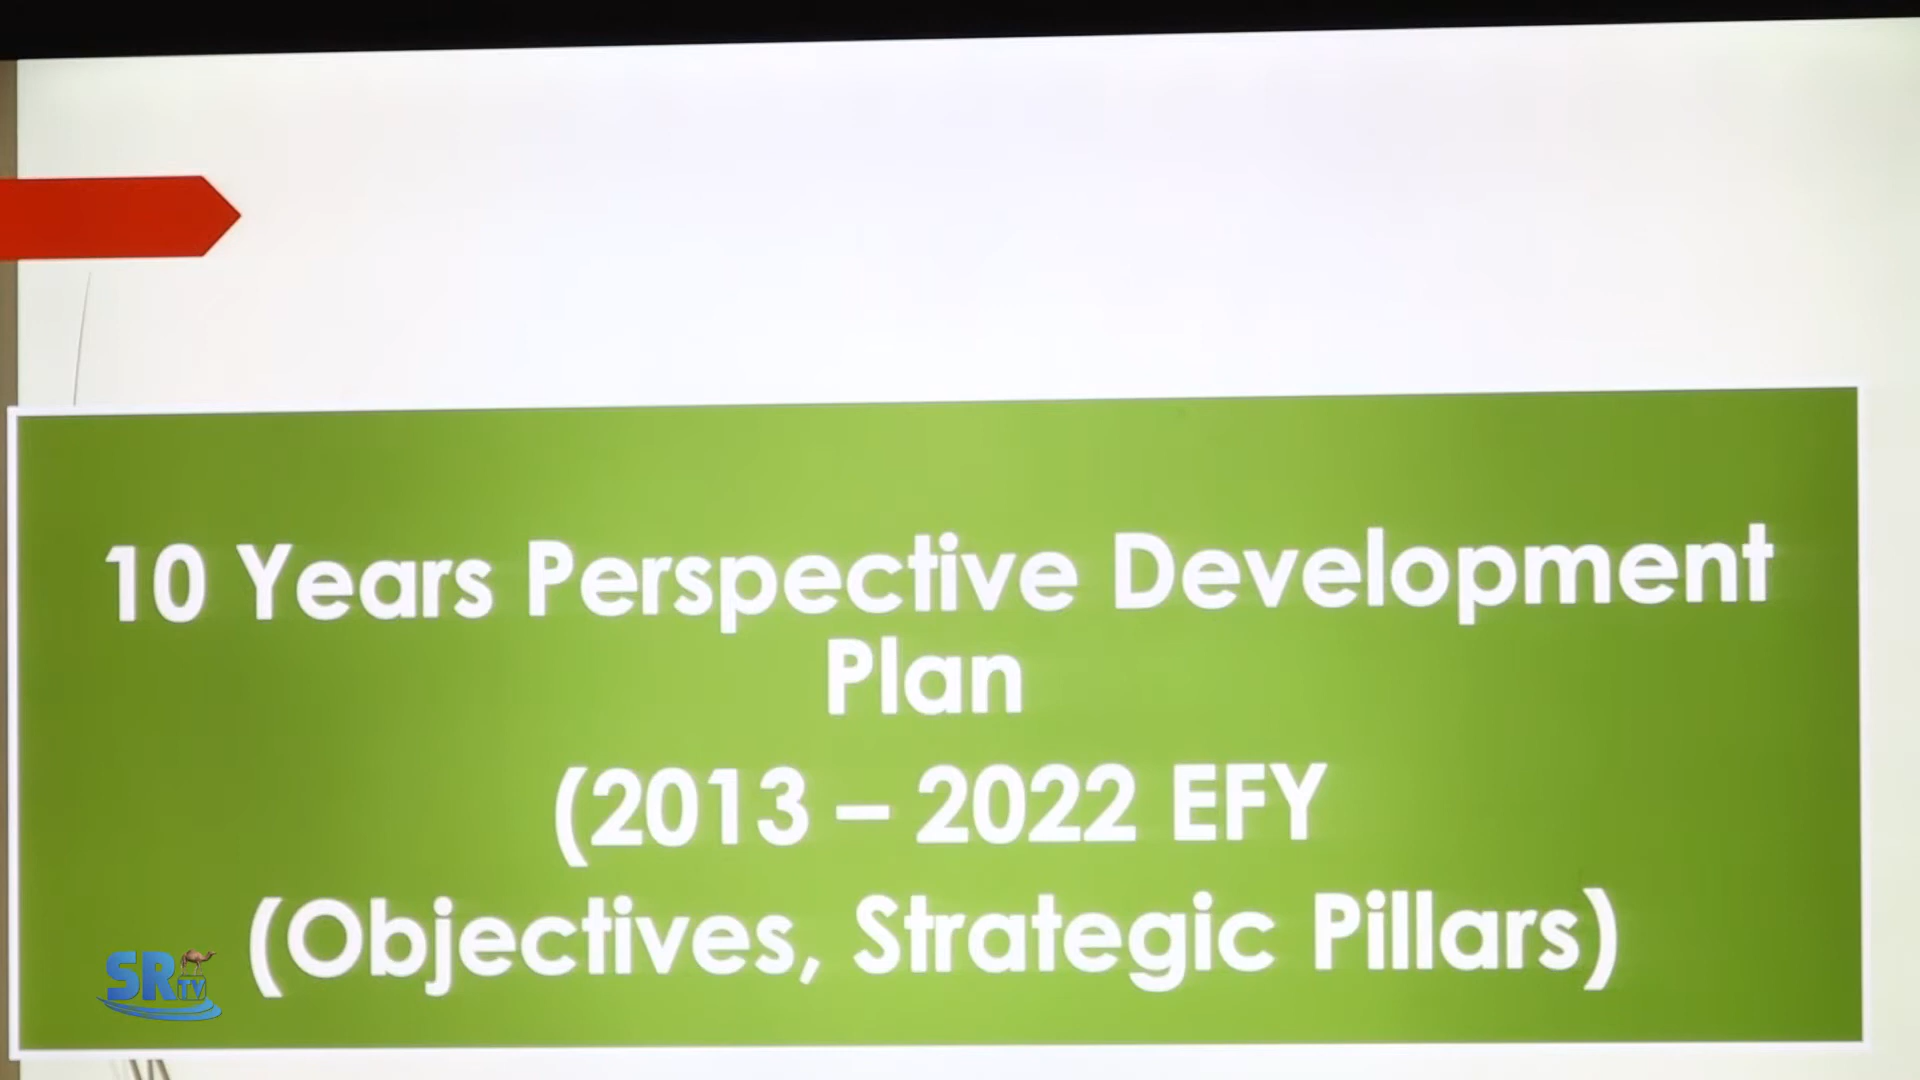 10 Years Perspective Development
Plan
(2013 – 2022 EFY
(Objectives, Strategic Pillars)
SR
TV